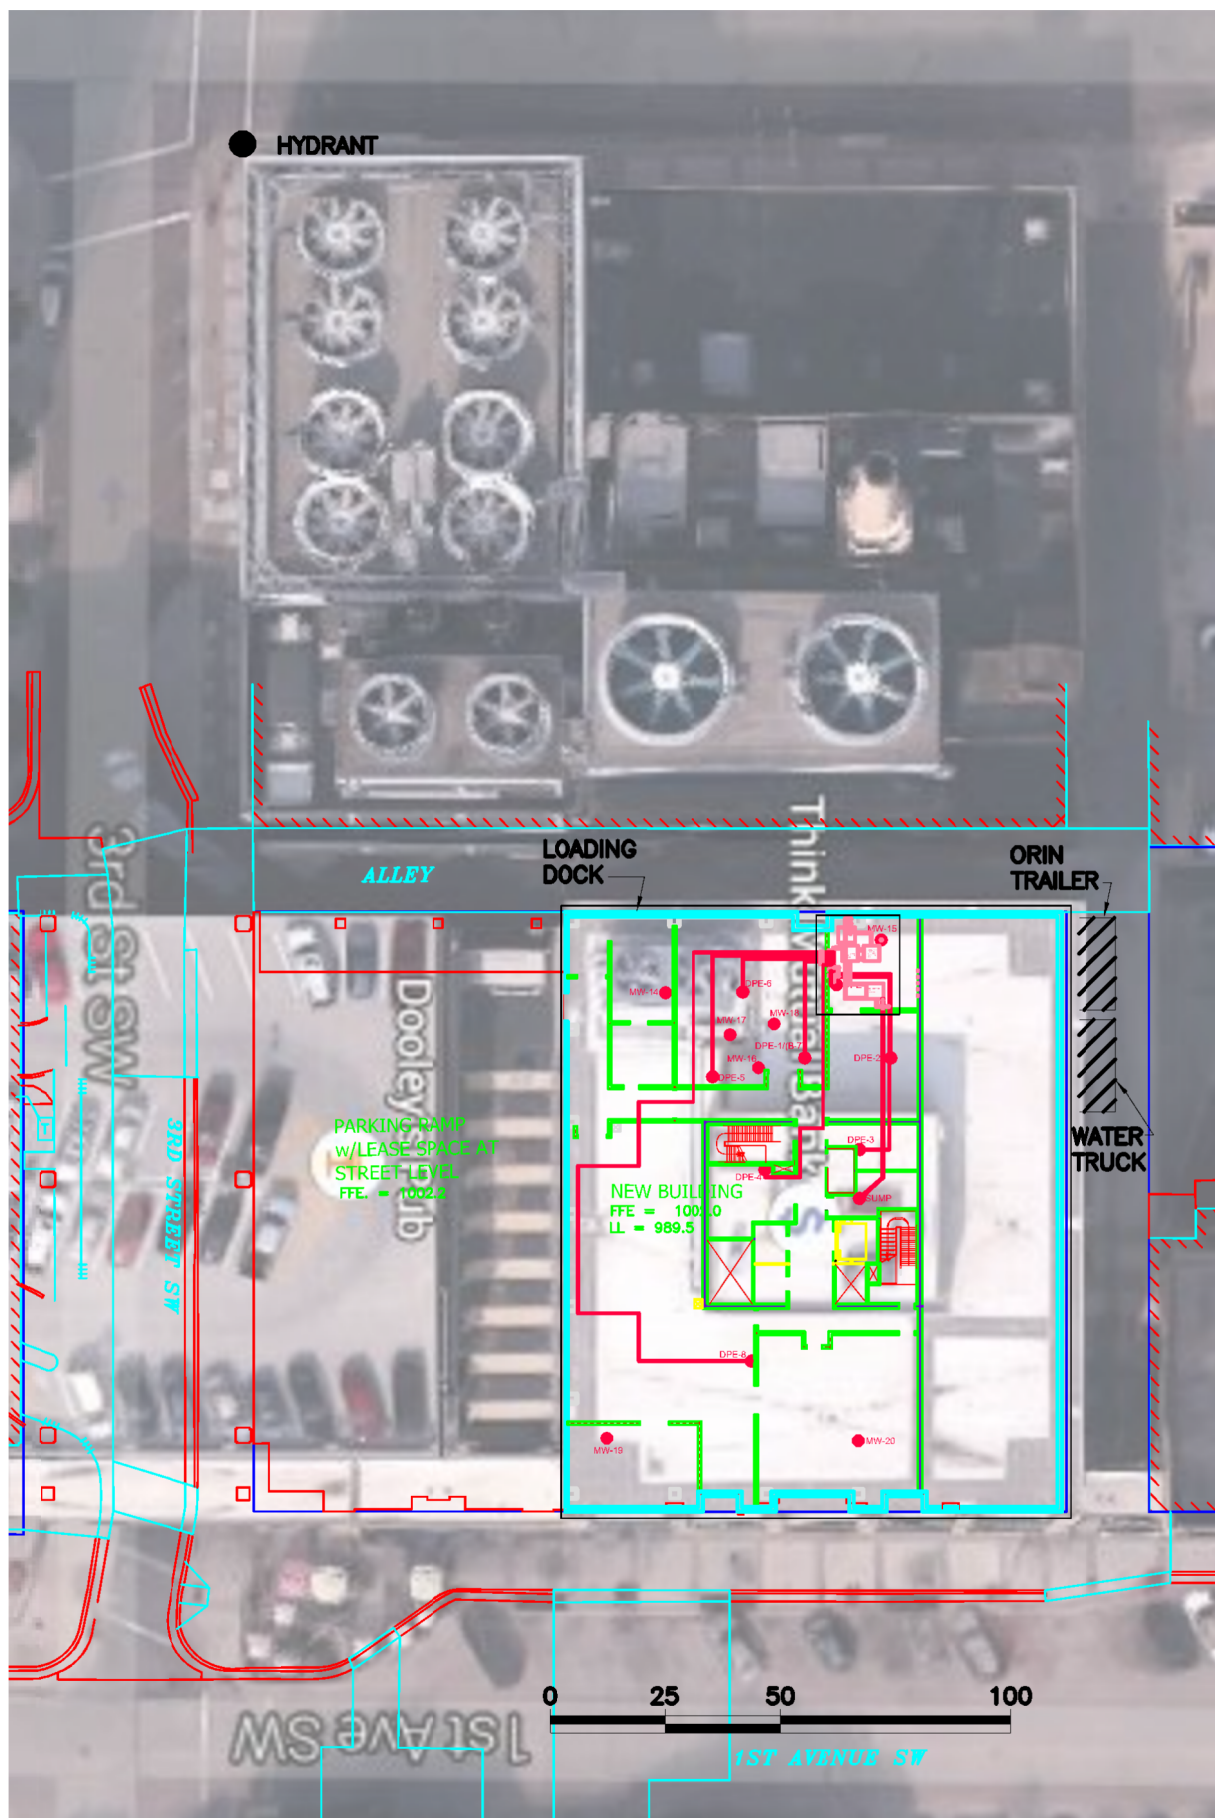 HYDRANT
LOADING
DOCK
ORIN
TRAILER
ALLEY
Think
Bank
3rd St SW
Dooley's
MW-15
MW-14
DPE-6
MW-17
MW-18
DPE-1/(B-7)
DPE-2
MW-16
DPE-5
PARKING RAMP
w/LEASE SPACE AT
STREET LEVEL
FFE. = 1002.2
3RD STREET SW
WATER
TRUCK
DPE-3
DPE-4
SUMP
NEW BUILDING
FFE =
LL = 989.5
DPE-8
MW-19
MW-20
0 25 50 100
1st Ave SW
1ST AVENUE SW